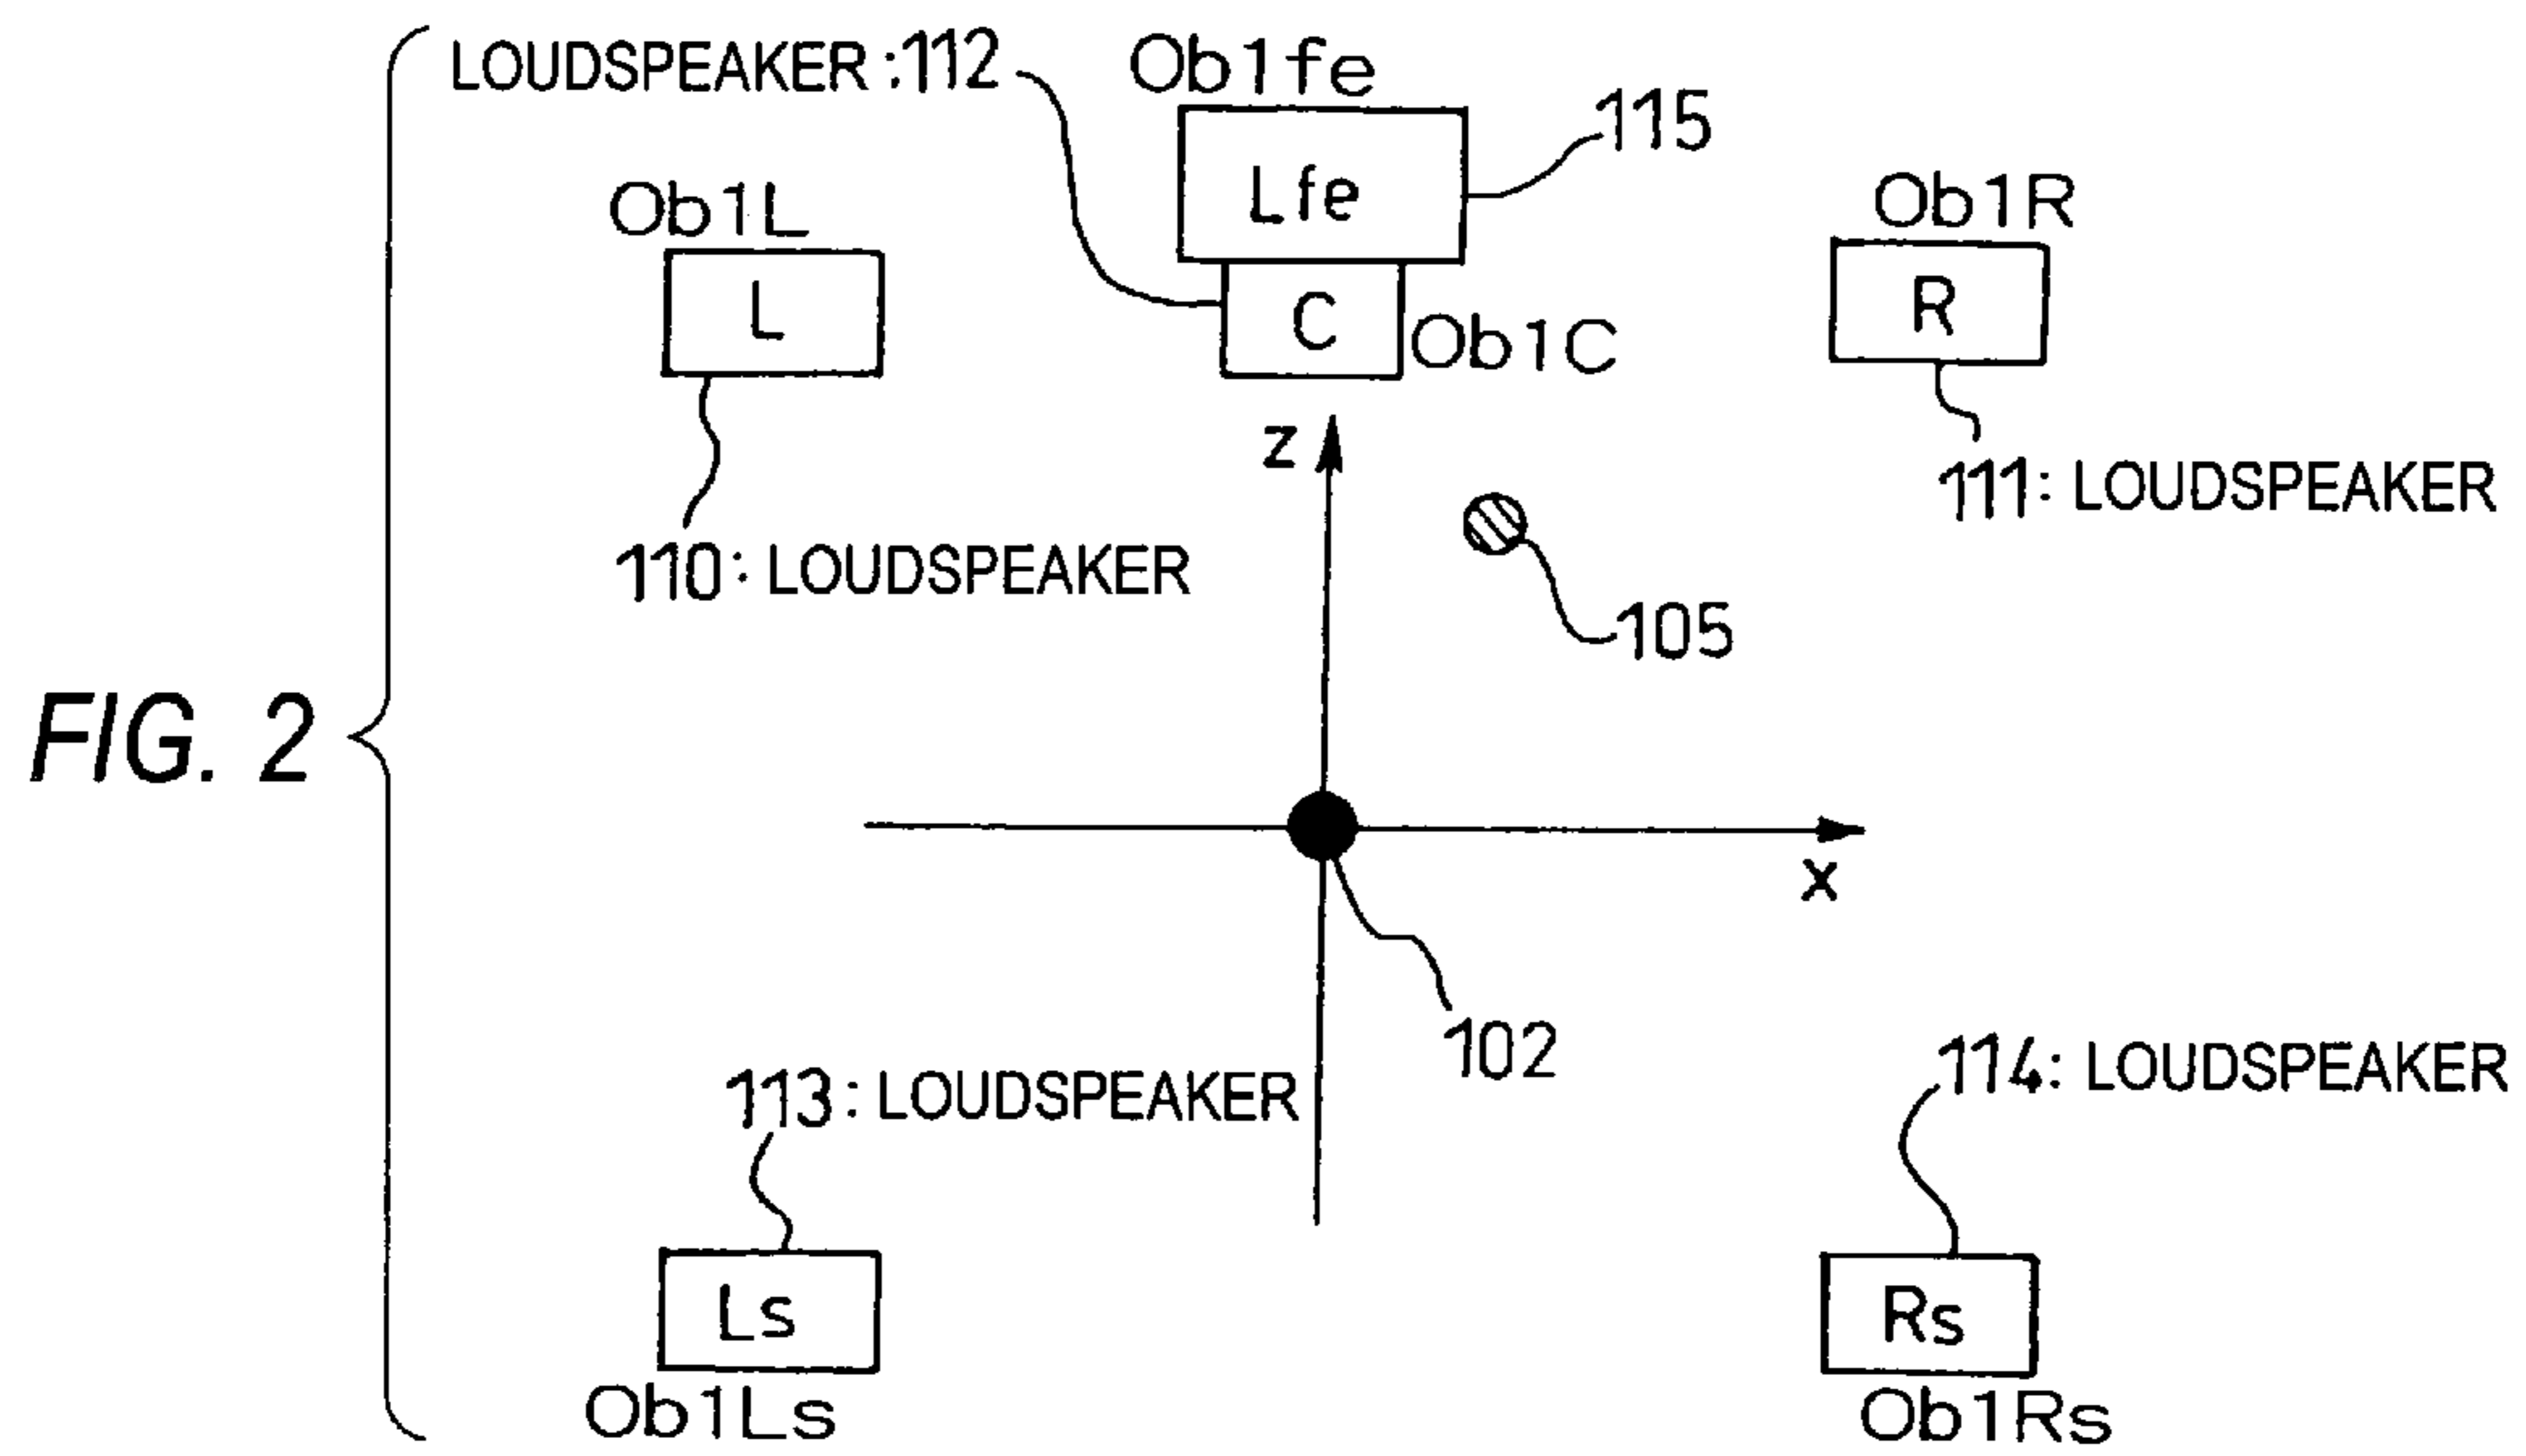 LOUDSPEAKER :112
Ob1fe
115
Lfe
Ob1L
Ob1R
L
R
C
Ob1C
z
111: LOUDSPEAKER
110: LOUDSPEAKER
105
FIG. 2
x
102
113: LOUDSPEAKER
114: LOUDSPEAKER
Ls
Rs
Ob1Ls
Ob1Rs